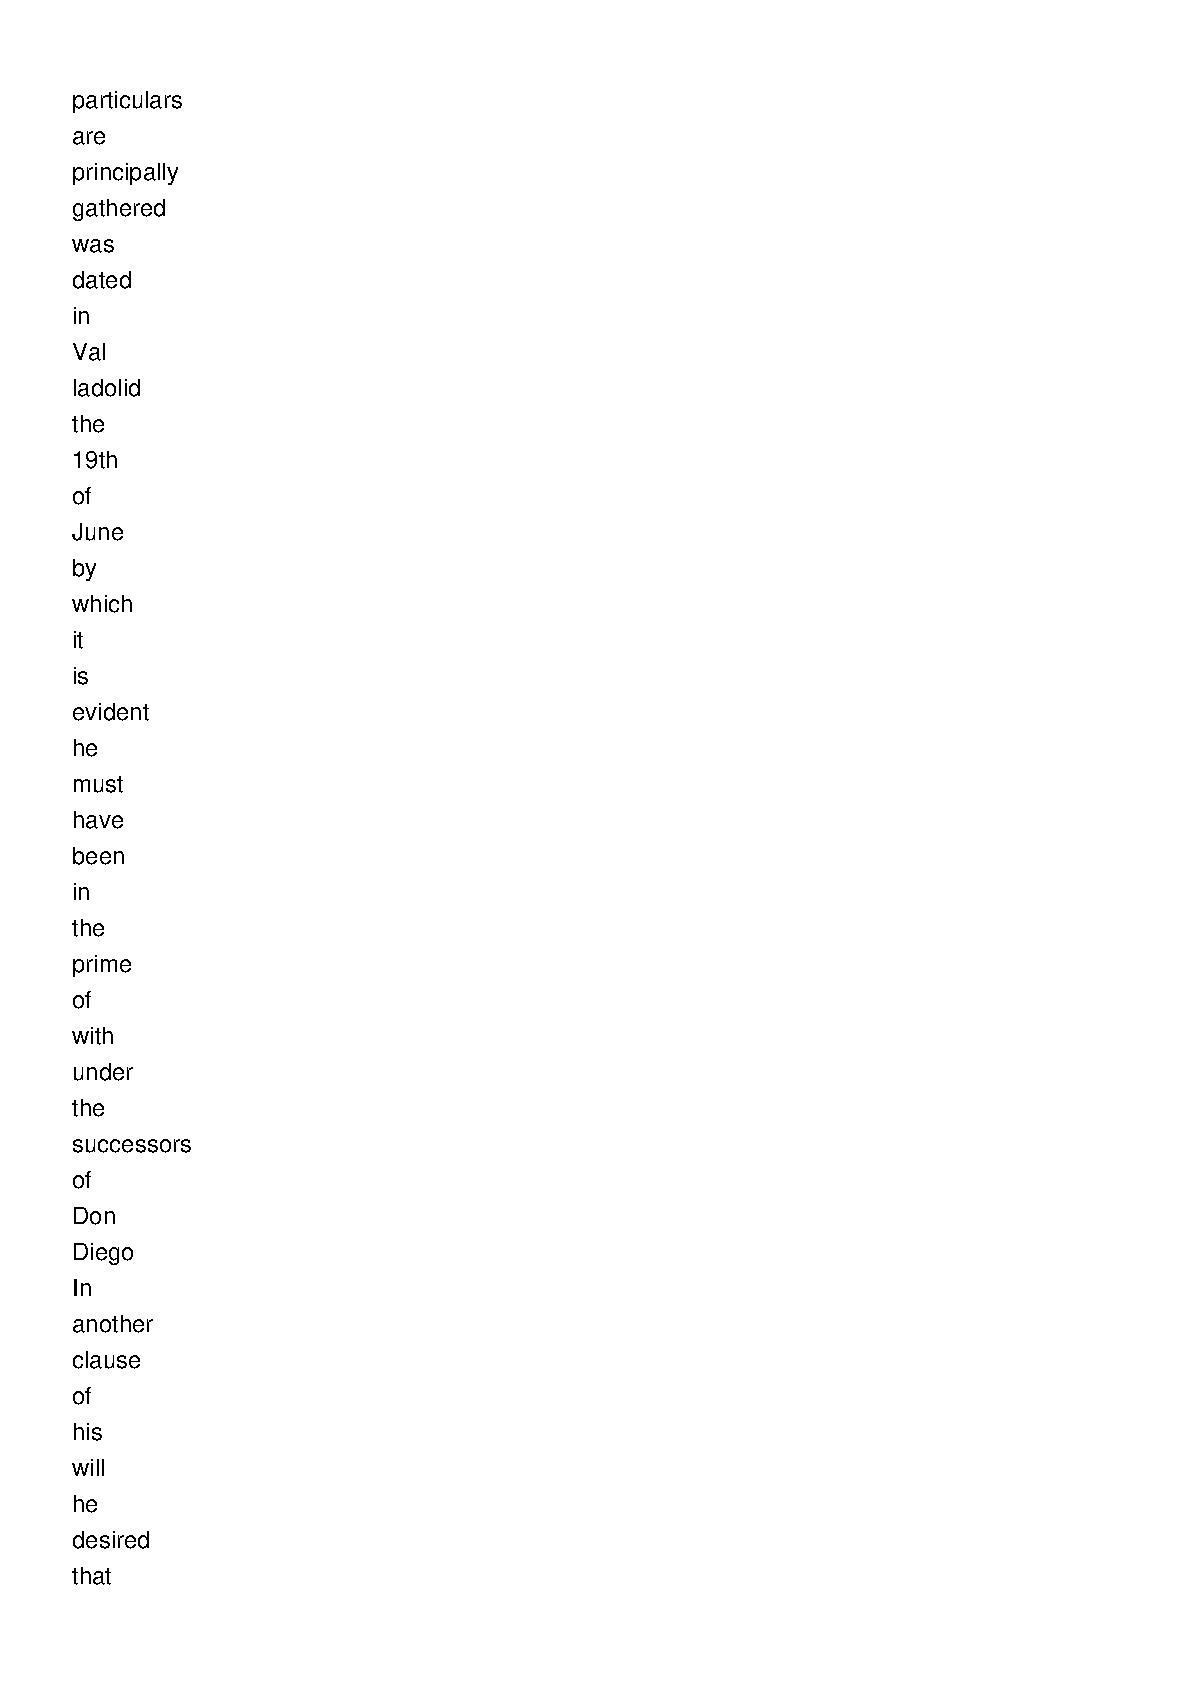 particulars
are
principally
gathered
was
dated
in
Val
ladolid
the
19th
of
June
by
which
it
is
evident
he
must
have
been
in
the
prime
of
with
under
the
successors
of
Don
Diego
In
another
clause
of
his
will
he
desired
that